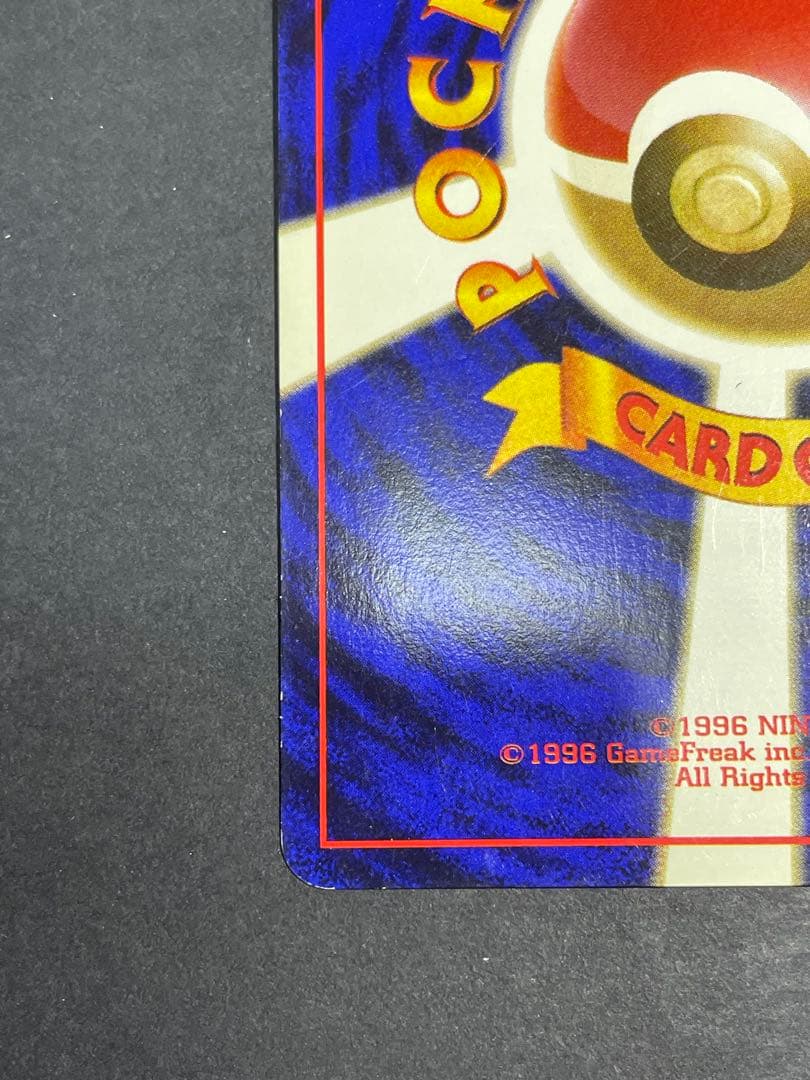 POC
CARD
©1996 NIN
©1996 GameFreak inc
All Rights